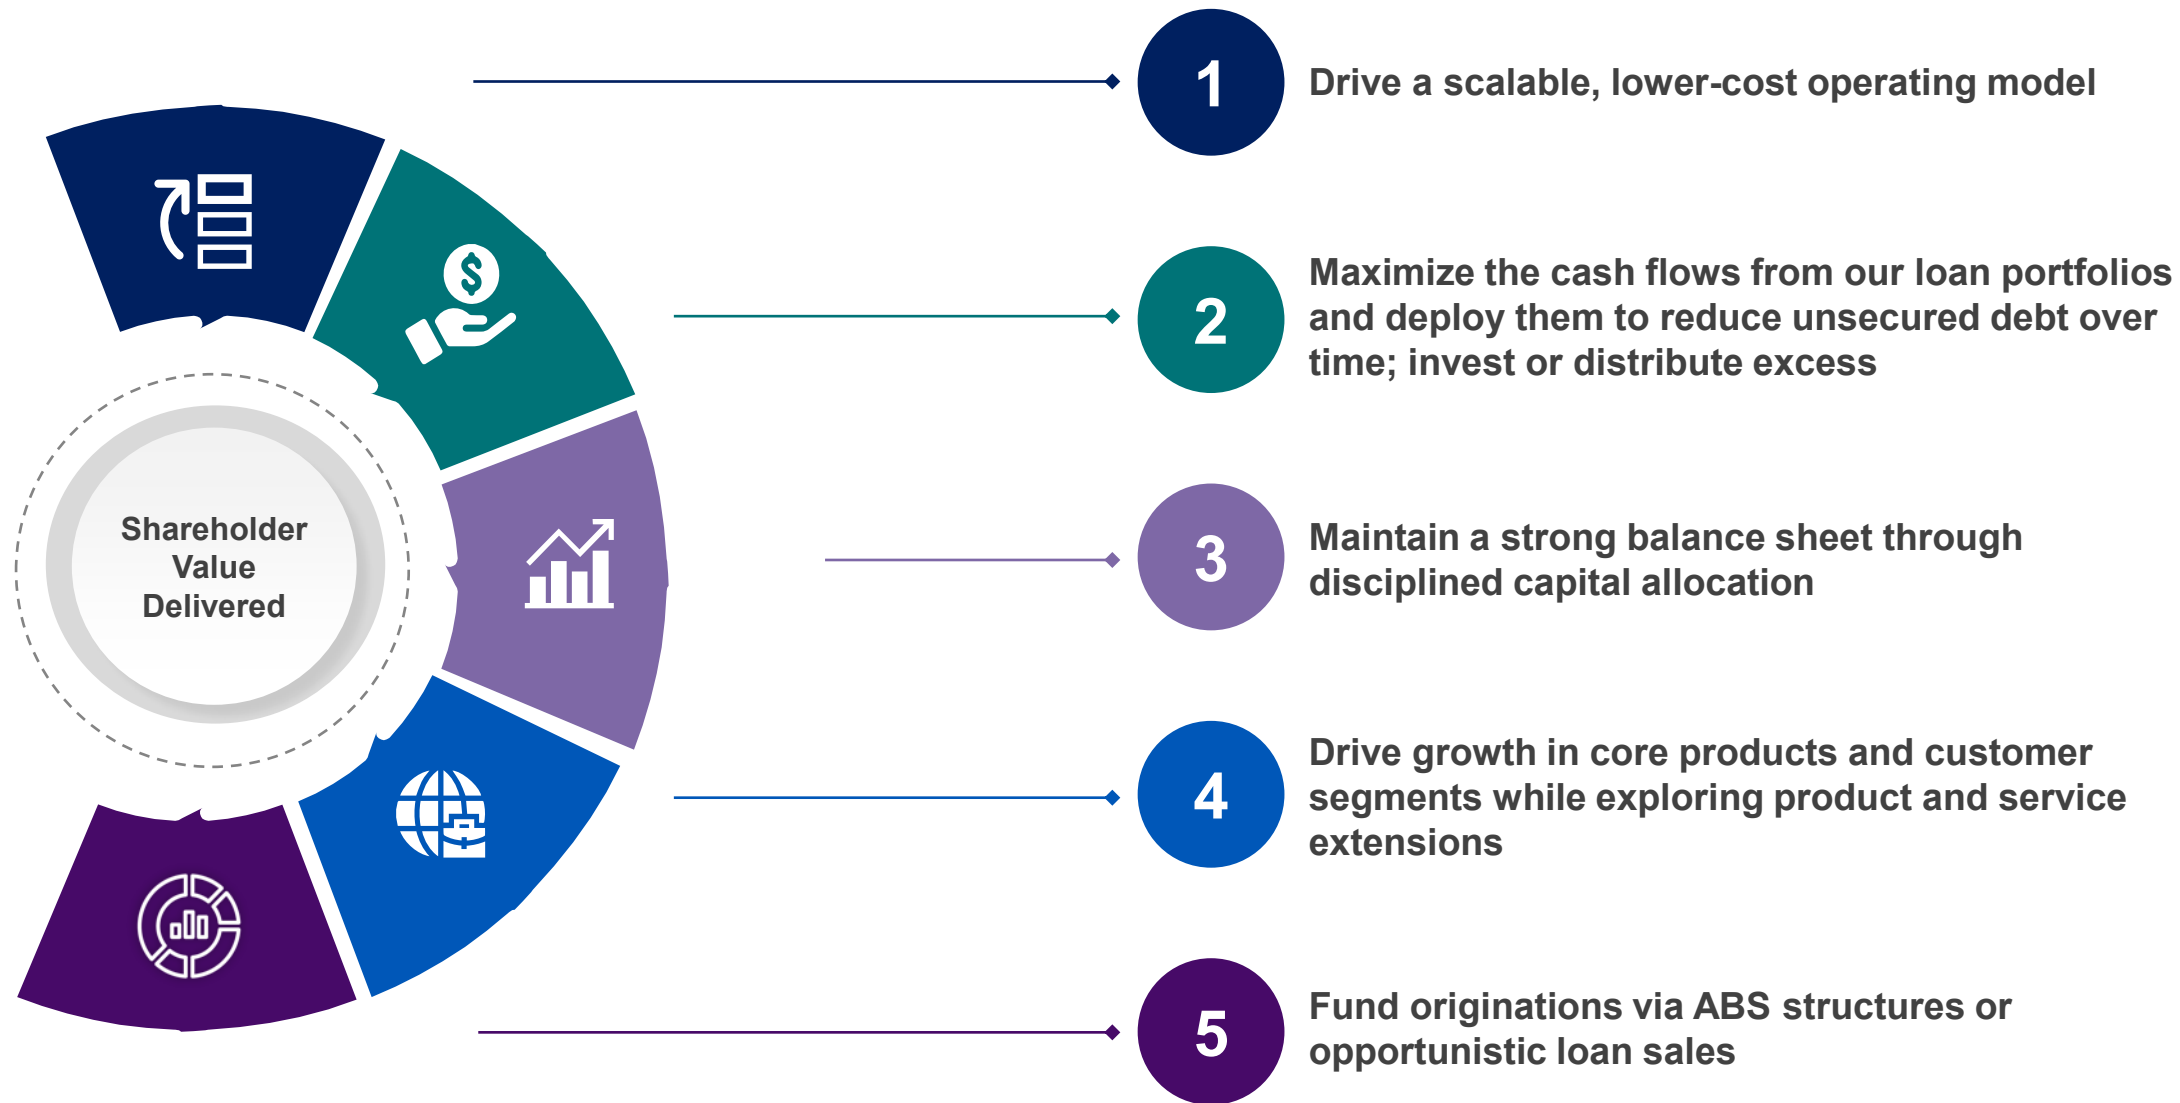 1
Drive a scalable, lower-cost operating model
2
Maximize the cash flows from our loan portfolios
and deploy them to reduce unsecured debt over
time; invest or distribute excess
$
Shareholder
Value
Delivered
3
Maintain a strong balance sheet through
disciplined capital allocation
4
Drive growth in core products and customer
segments while exploring product and service
extensions
5
Fund originations via ABS structures or
opportunistic loan sales